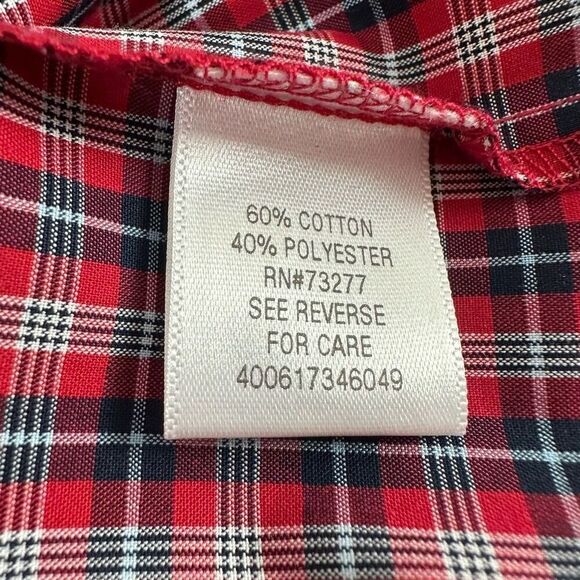 60% COTTON
40% POLYESTER
RN#73277
SEE REVERSE
FOR CARE
400617346049